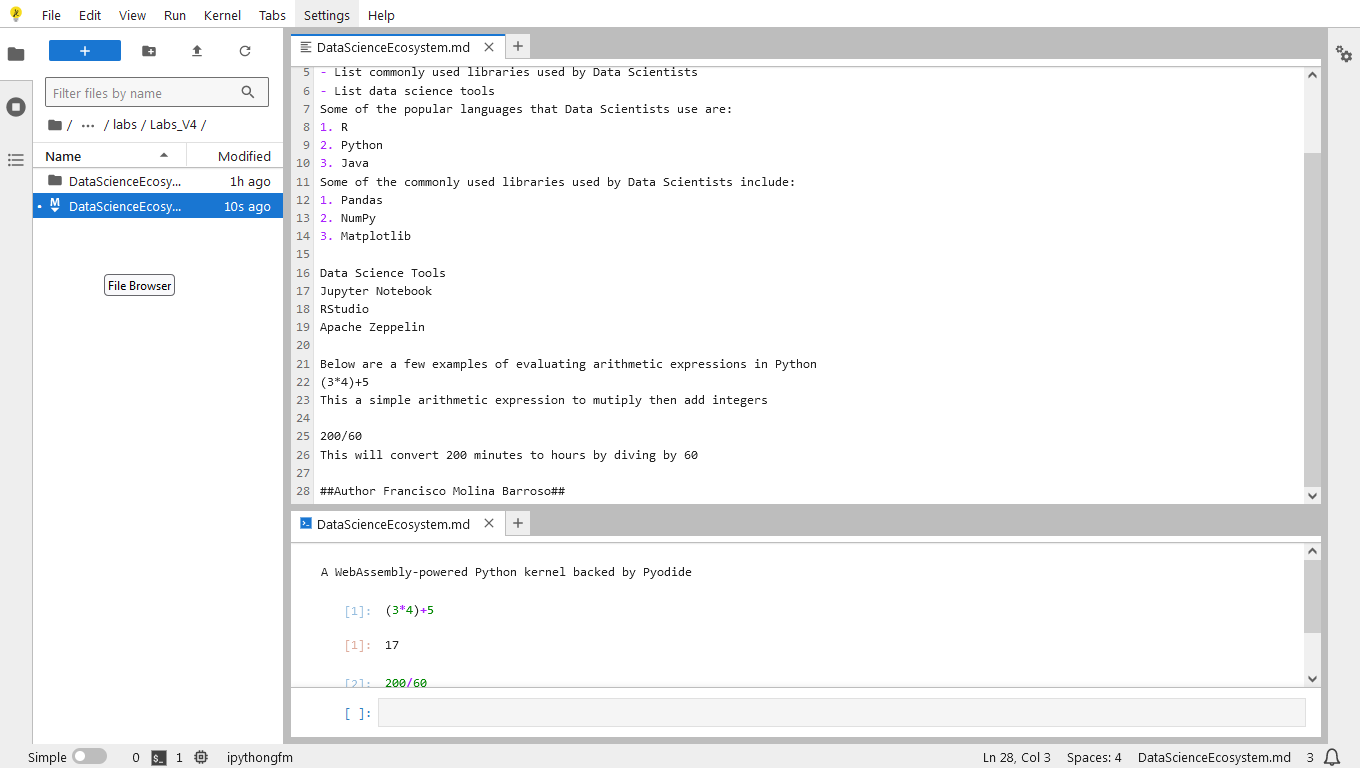 File Edit View Run Kernel Tabs Settings Help
+
Filter files by name
/ ··· / labs / Labs_V4 /
Name Modified
DataScienceEcosy... 1h ago
DataScienceEcosy... 10s ago
File Browser
DataScienceEcosystem.md
5 - List commonly used libraries used by Data Scientists
6 - List data science tools
7 Some of the popular languages that Data Scientists use are:
8 1. R
9 2. Python
10 3. Java
11 Some of the commonly used libraries used by Data Scientists include:
12 1. Pandas
13 2. NumPy
14 3. Matplotlib
15
16 Data Science Tools
17 Jupyter Notebook
18 RStudio
19 Apache Zeppelin
20
21 Below are a few examples of evaluating arithmetic expressions in Python
22 (3*4)+5
23 This a simple arithmetic expression to mutiply then add integers
24
25 200/60
26 This will convert 200 minutes to hours by diving by 60
27
28 ##Author Francisco Molina Barroso##
DataScienceEcosystem.md
A WebAssembly-powered Python kernel backed by Pyodide
[1]: (3*4)+5
[1]: 17
[2]: 200/60
[ ]:
Simple 0 1 ipythongfm Ln 28, Col 3 Spaces: 4 DataScienceEcosystem.md 3